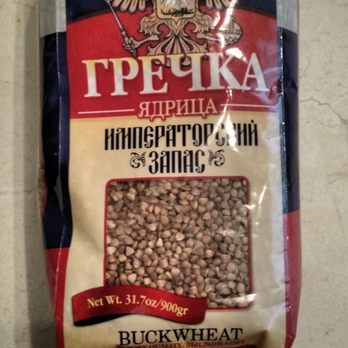 ГРЕЧКА
ЯДРИЦА
ИМПЕРАТОРСКИЙ
ЗАПАС
Net Wt. 31.7oz/900gr
BUCKWHEAT